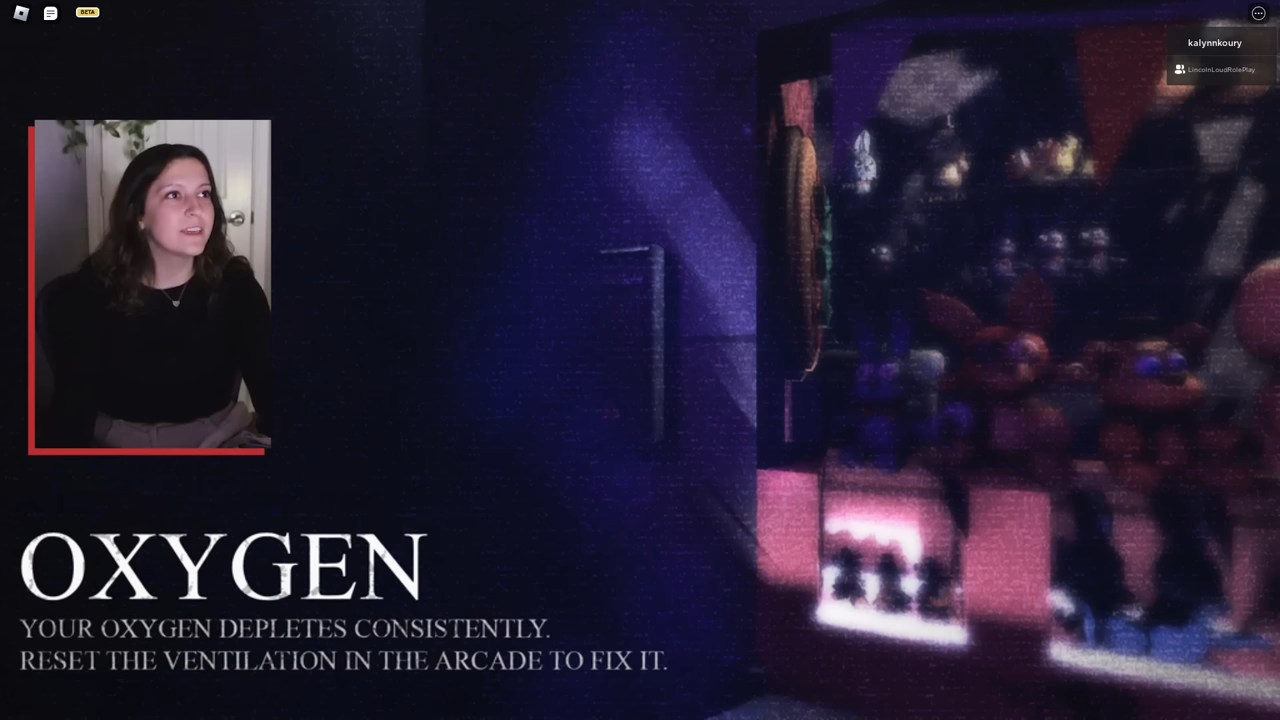 BETA
kalynnkoury
LincolnLoudRolePlay
OXYGEN
YOUR OXYGEN DEPLETES CONSISTENTLY.
RESET THE VENTILATION IN THE ARCADE TO FIX IT.